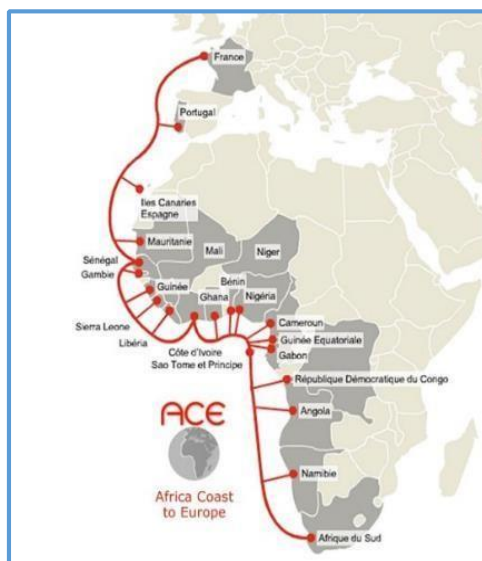 France
Portugal
Iles Canaries
Espagne
Mauritanie
Mali
Niger
Sénégal
Gambie
Guinée
Bénin
Ghana
Nigéria
Sierra Leone
Libéria
Cameroun
Côte d'Ivoire
Guinée Equatoriale
Sao Tome et Principe
Gabon
République Démocratique du Congo
ACE
Angola
Africa Coast
to Europe
Namibie
Afrique du Sud